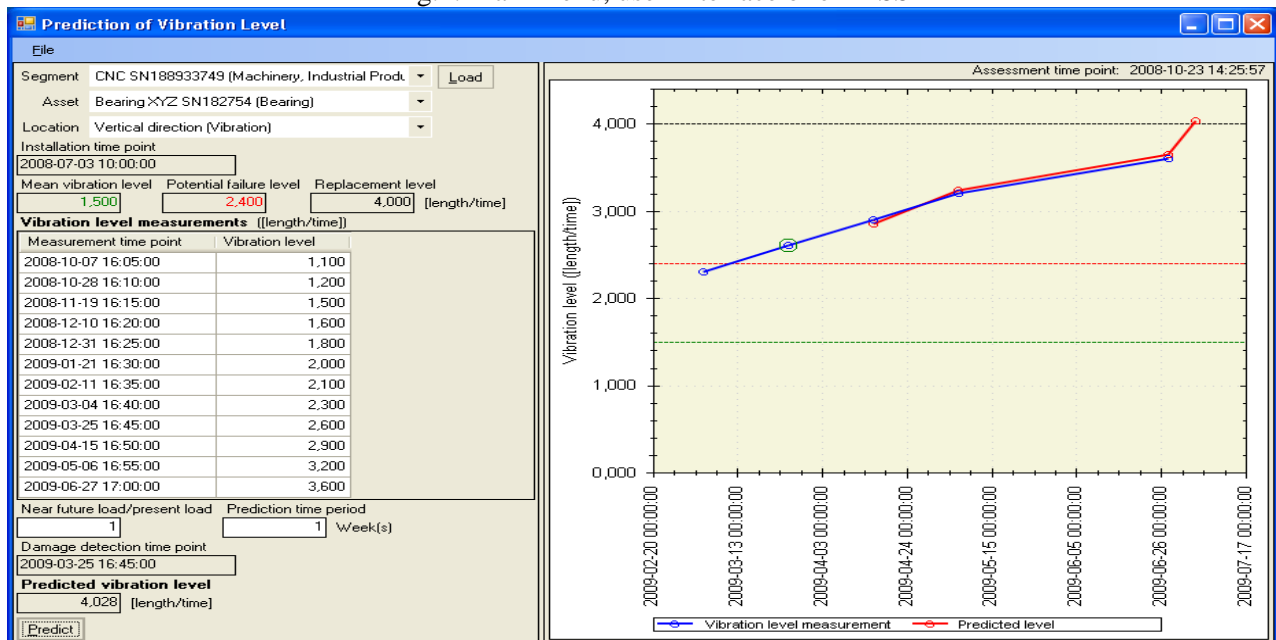 Prediction of Vibration Level
File
Segment CNC SN188933749 (Machinery, Industrial Produ Load
Asset Bearing XYZ SN182754 (Bearing)
Location Vertical direction (Vibration)
Installation time point
2008-07-03 10:00:00
Mean vibration level Potential failure level Replacement level
1,500 2,400 4,000 [length/time]
Vibration level measurements ([length/time])
Measurement time point Vibration level
2008-10-07 16:05:00 1,100
2008-10-28 16:10:00 1,200
2008-11-19 16:15:00 1,500
2008-12-10 16:20:00 1,600
2008-12-31 16:25:00 1,800
2009-01-21 16:30:00 2,000
2009-02-11 16:35:00 2,100
2009-03-04 16:40:00 2,300
2009-03-25 16:45:00 2,600
2009-04-15 16:50:00 2,900
2009-05-06 16:55:00 3,200
2009-06-27 17:00:00 3,600
Near future load/present load Prediction time period
1 1 Week(s)
Damage detection time point
2009-03-25 16:45:00
Predicted vibration level
4,028 [length/time]
Predict
Assessment time point: 2008-10-23 14:25:57
Vibration level ([length/time])
4,000
3,000
2,000
1,000
0,000
2009-02-20 00:00:00
2009-03-13 00:00:00
2009-04-03 00:00:00
2009-04-24 00:00:00
2009-05-15 00:00:00
2009-06-05 00:00:00
2009-06-26 00:00:00
2009-07-17 00:00:00
Vibration level measurement Predicted level